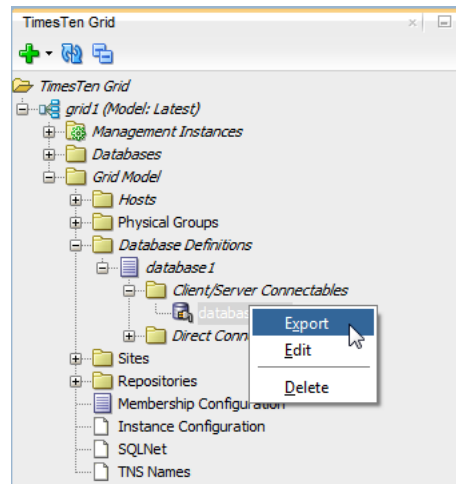 TimesTen Grid
TimesTen Grid
grid1 (Model: Latest)
Management Instances
Databases
Grid Model
Hosts
Physical Groups
Database Definitions
database1
Client/Server Connectables
Export
Edit
Direct
Sites
Delete
Repositories
Membership Configuration
Instance Configuration
SQLNet
TNS Names